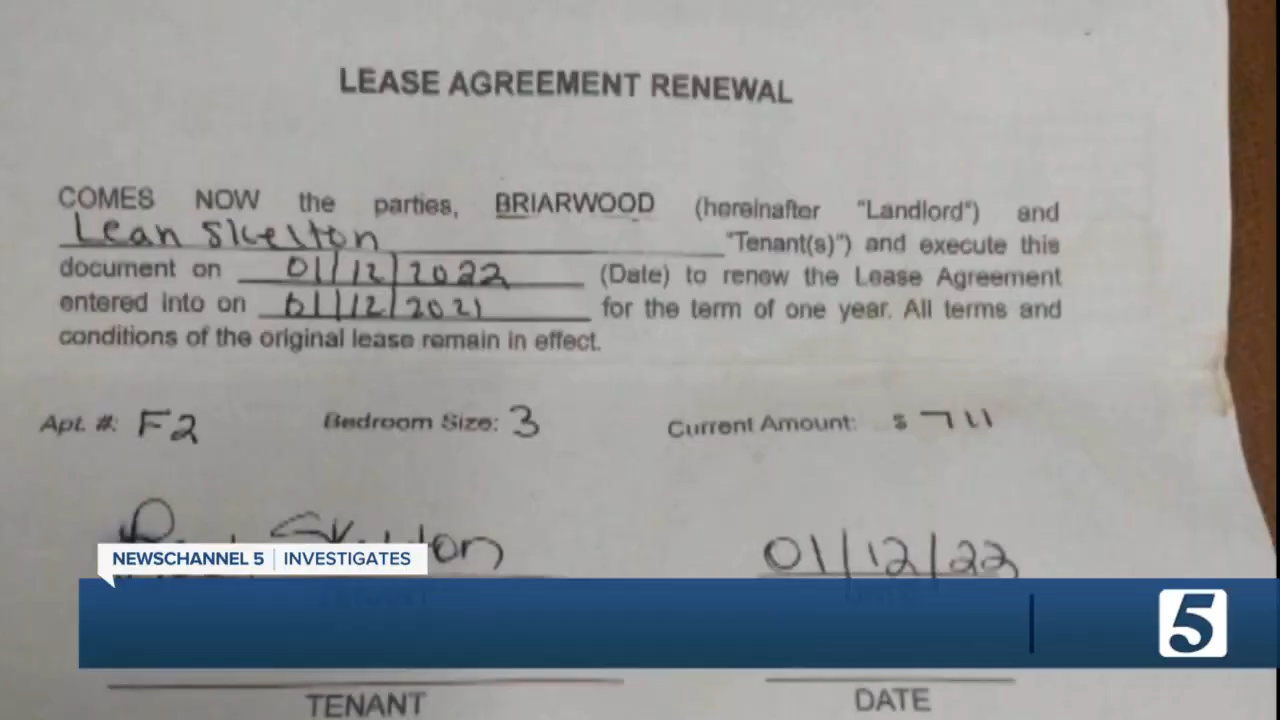 LEASE AGREEMENT RENEWAL
COMES NOW the parties, BRIARWOOD (hereinafter "Landlord") and
Lean Skelton "Tenant(s)") and execute this
document on 01/12/2022 (Date) to renew the Lease Agreement
entered into on 01/12/2021 for the term of one year. All terms and
conditions of the original lease remain in effect.
Apt. #: F2 Bedroom Size: 3 Current Amount: $ 711
Skelton 01/12/22
NEWSCHANNEL 5 | INVESTIGATES
5
TENANT DATE